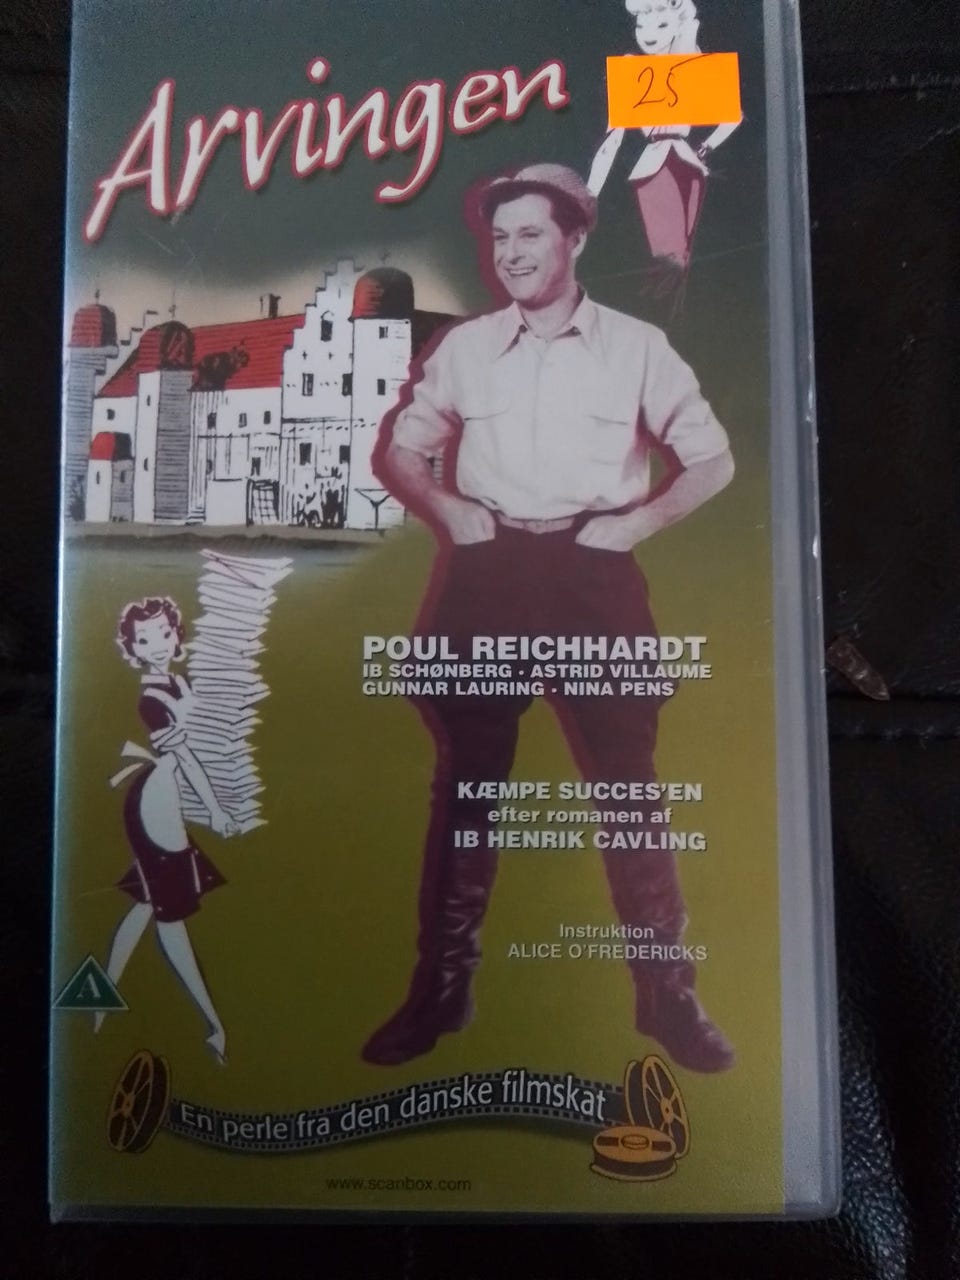 Arvingen
25
POUL REICHHARDT
IB SCHØNBERG · ASTRID VILLAUME
GUNNAR LAURING · NINA PENS
KÆMPE SUCCES'EN
efter romanen af
IB HENRIK CAVLING
Instruktion
ALICE O'FREDERICKS
A
En perle fra den danske filmskat
www.scanbox.com